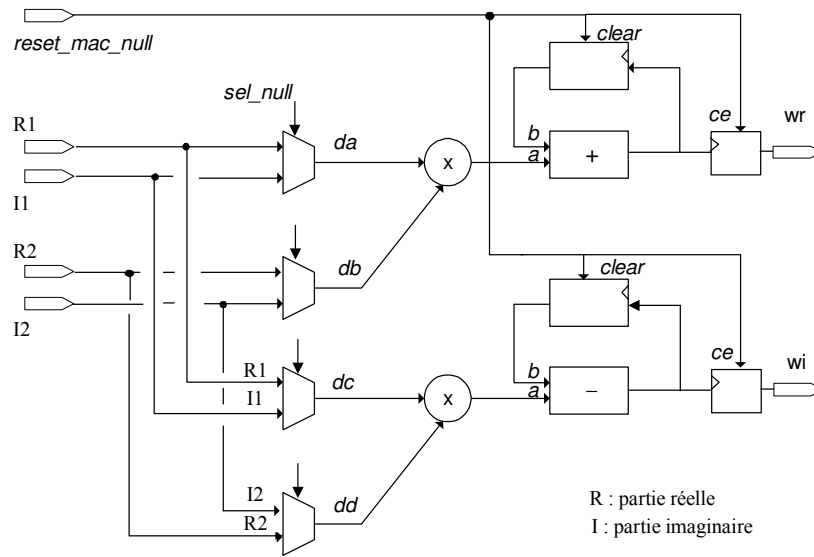 reset_mac_null
clear
sel_null
ce
wr
R1
da
b
a
x
+
I1
R2
db
clear
I2
wi
R1
dc
b
ce
I1
a
x
−
I2
dd
R2
R : partie réelle
I : partie imaginaire